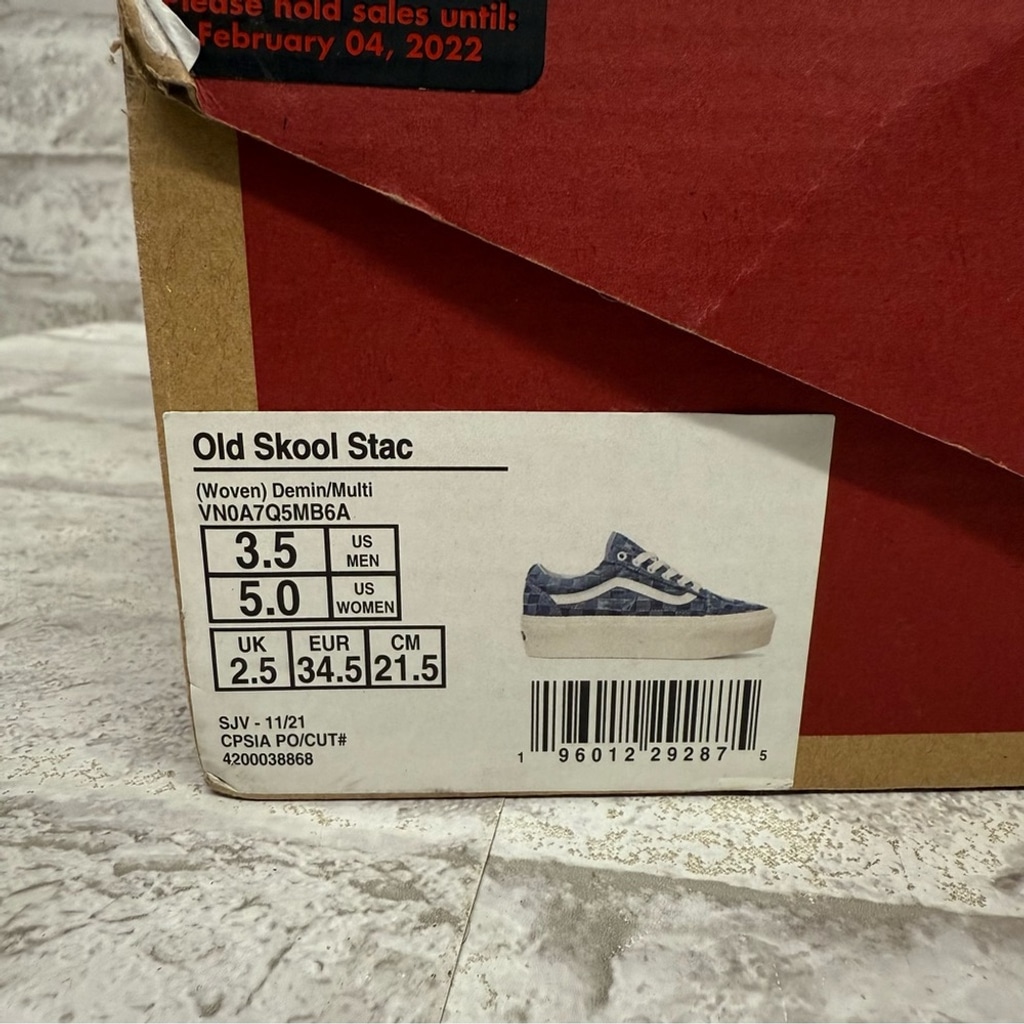 Please hold sales until:
February 04, 2022
Old Skool Stac
(Woven) Demin/Multi
VN0A7Q5MB6A
3.5 US MEN
5.0 US WOMEN
UK EUR CM
2.5 34.5 21.5
SJV - 11/21
CPSIA PO/CUT#
4200038868
1 96012 29287 5